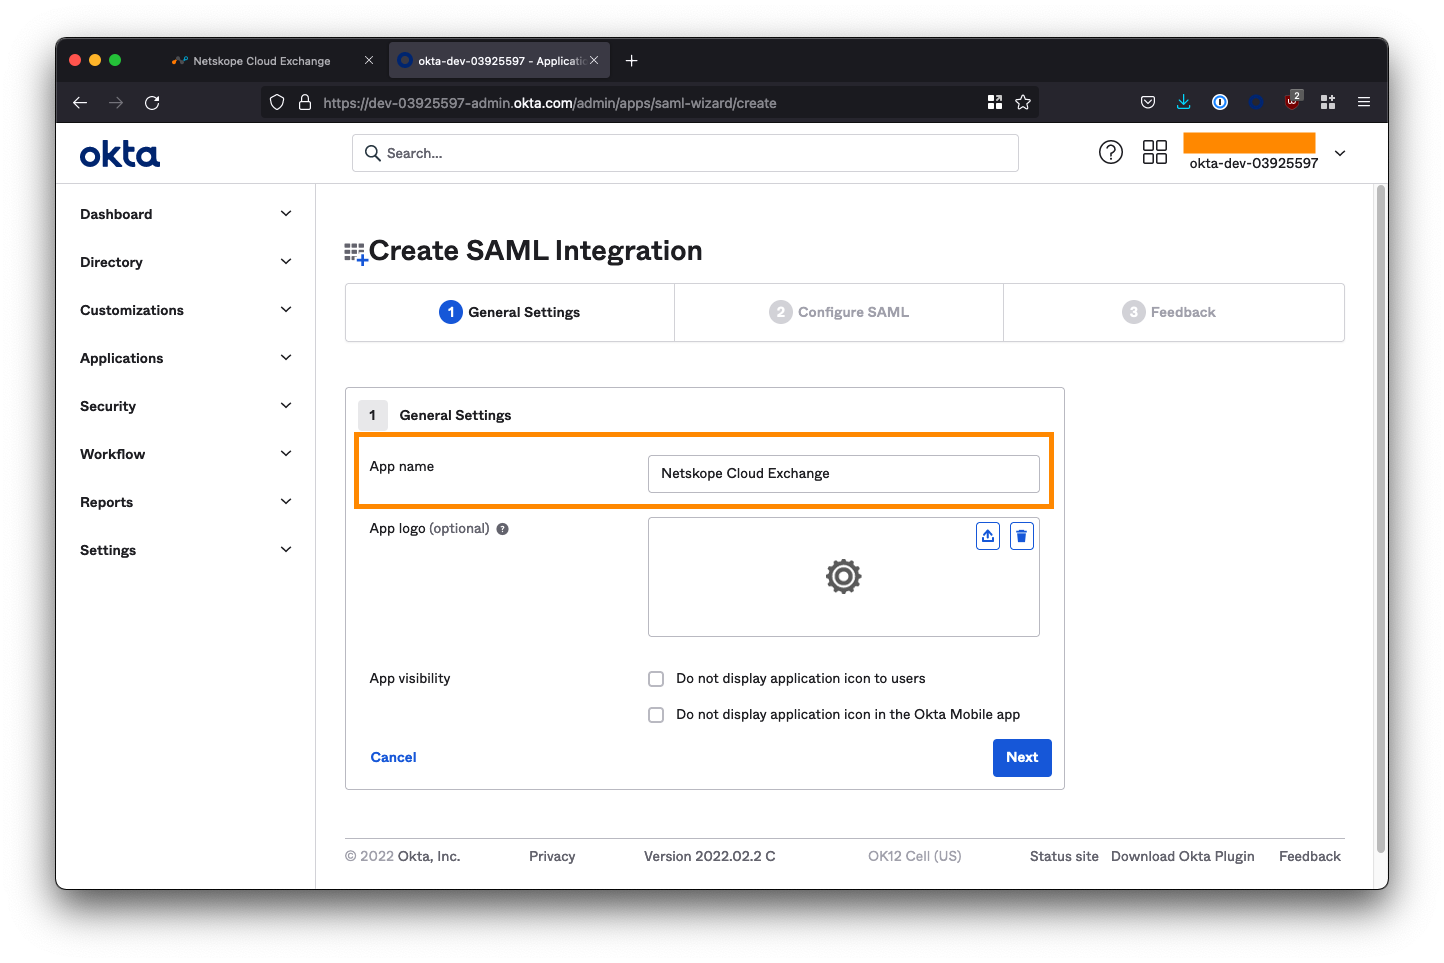 Netskope Cloud Exchange
okta-dev-03925597 - Applicatio
https://dev-03925597-admin.okta.com/admin/apps/saml-wizard/create
2
okta
Search...
?
okta-dev-03925597
Dashboard
Directory
Customizations
Applications
Security
Workflow
Reports
Settings
Create SAML Integration
1 General Settings
2 Configure SAML
3 Feedback
1 General Settings
App name
Netskope Cloud Exchange
App logo (optional) ?
App visibility
Do not display application icon to users
Do not display application icon in the Okta Mobile app
Cancel
Next
© 2022 Okta, Inc.
Privacy
Version 2022.02.2 C
OK12 Cell (US)
Status site
Download Okta Plugin
Feedback